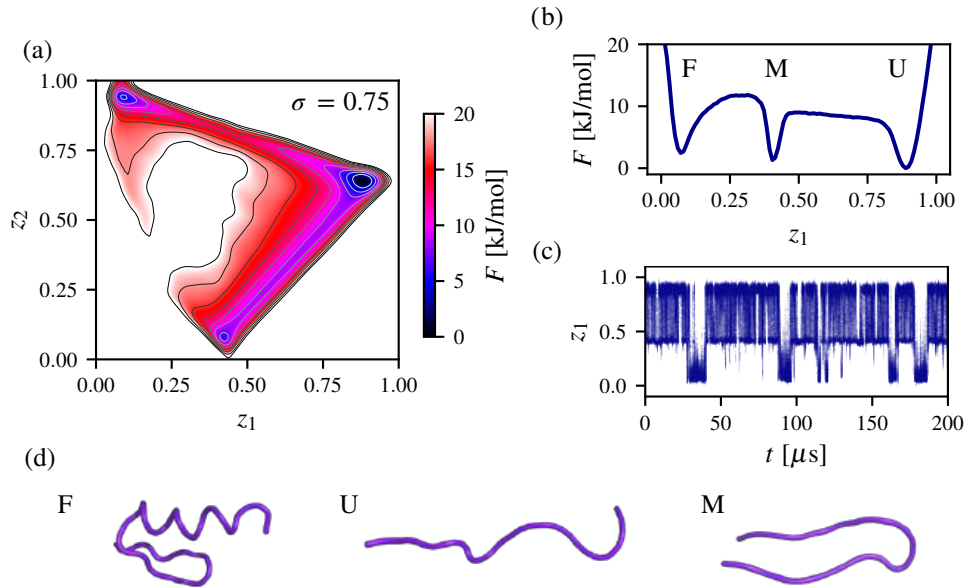 (a)
σ = 0.75
1.00
0.75
0.50
0.25
0.00
z₂
0.00 0.25 0.50 0.75 1.00
z₁
20
15
10
5
0
F [kJ/mol]
(b)
F M U
20
10
0
F [kJ/mol]
0.00 0.25 0.50 0.75 1.00
z₁
(c)
1.0
0.5
0.0
z₁
0 50 100 150 200
t [μs]
(d)
F U M